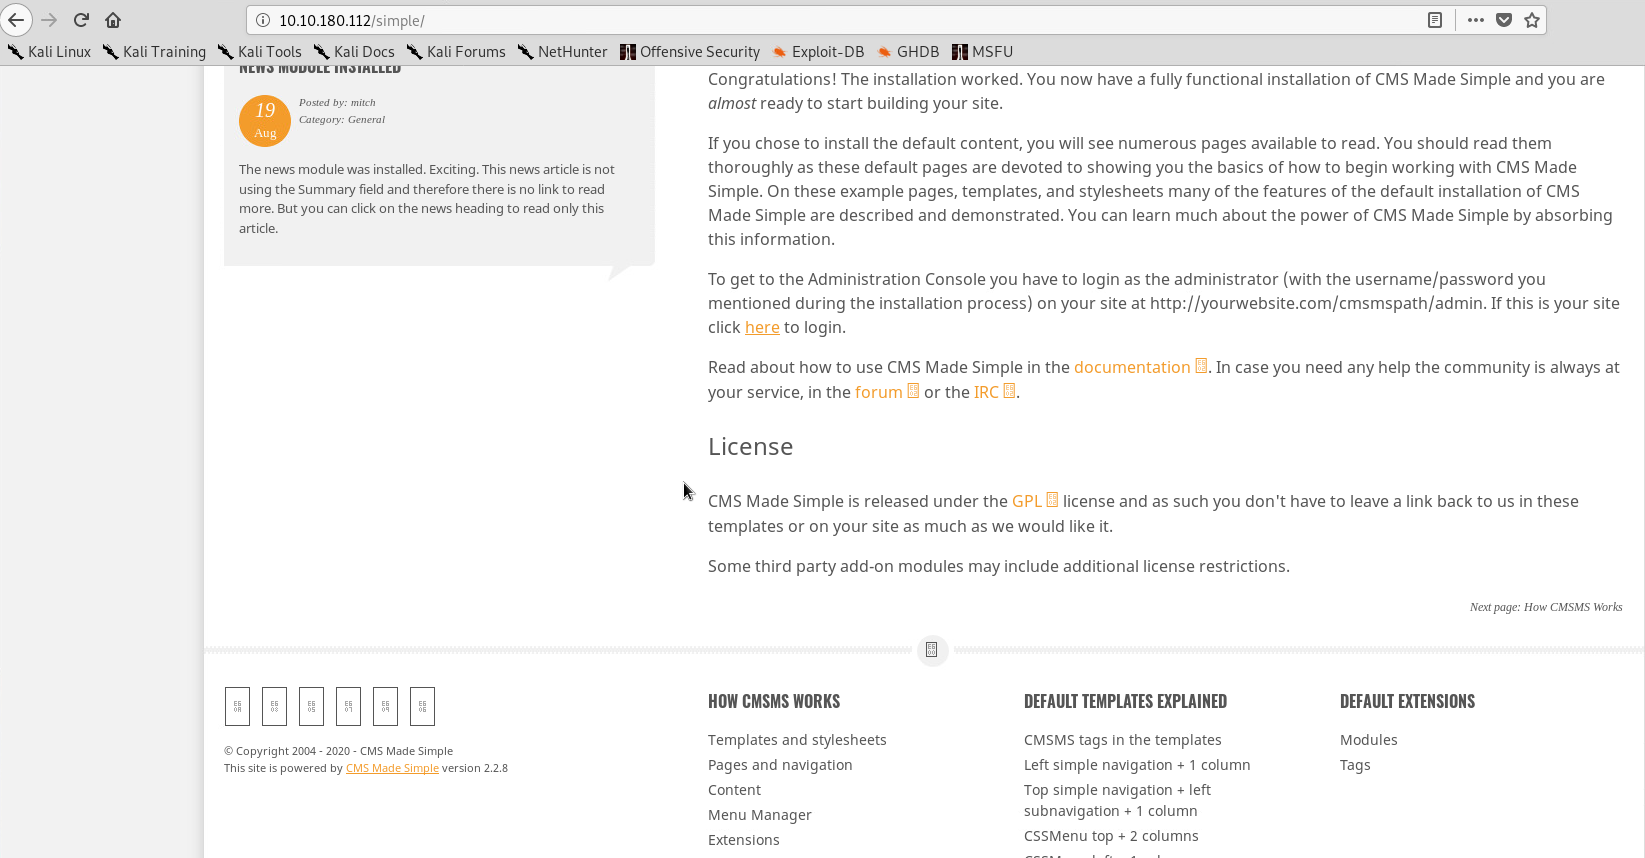 10.10.180.112/simple/
Kali Linux Kali Training Kali Tools Kali Docs Kali Forums NetHunter Offensive Security Exploit-DB GHDB MSFU
NEWS MODULE INSTALLED
19
Aug
Posted by: mitch
Category: General
The news module was installed. Exciting. This news article is not
using the Summary field and therefore there is no link to read
more. But you can click on the news heading to read only this
article.
Congratulations! The installation worked. You now have a fully functional installation of CMS Made Simple and you are
almost ready to start building your site.
If you chose to install the default content, you will see numerous pages available to read. You should read them
thoroughly as these default pages are devoted to showing you the basics of how to begin working with CMS Made
Simple. On these example pages, templates, and stylesheets many of the features of the default installation of CMS
Made Simple are described and demonstrated. You can learn much about the power of CMS Made Simple by absorbing
this information.
To get to the Administration Console you have to login as the administrator (with the username/password you
mentioned during the installation process) on your site at http://yourwebsite.com/cmsmspath/admin. If this is your site
click here to login.
Read about how to use CMS Made Simple in the documentation . In case you need any help the community is always at
your service, in the forum or the IRC .
License
CMS Made Simple is released under the GPL license and as such you don't have to leave a link back to us in these
templates or on your site as much as we would like it.
Some third party add-on modules may include additional license restrictions.
Next page: How CMSMS Works
© Copyright 2004 - 2020 - CMS Made Simple
This site is powered by CMS Made Simple version 2.2.8
HOW CMSMS WORKS
Templates and stylesheets
Pages and navigation
Content
Menu Manager
Extensions
DEFAULT TEMPLATES EXPLAINED
CMSMS tags in the templates
Left simple navigation + 1 column
Top simple navigation + left
subnavigation + 1 column
CSSMenu top + 2 columns
DEFAULT EXTENSIONS
Modules
Tags